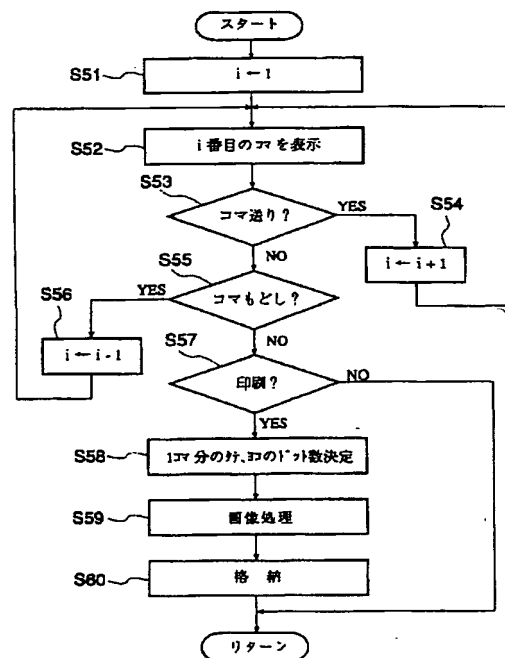 スタート
S51
i←1
S52
i番目のコマを表示
S53
コマ送り?
YES
S54
NO
i←i+1
S55
コマもどし?
YES
S56
NO
i←i-1
S57
印刷?
NO
YES
S58
1コマ分のタテ、ヨコのドット数決定
S59
画像処理
S60
格 納
リターン